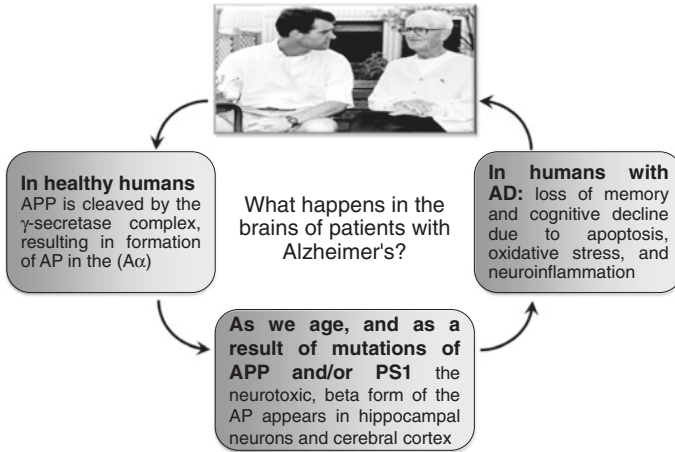 In healthy humans
APP is cleaved by the
γ-secretase complex,
resulting in formation
of AP in the (Aα)
What happens in the
brains of patients with
Alzheimer's?
In humans with
AD: loss of memory
and cognitive decline
due to apoptosis,
oxidative stress, and
neuroinflammation
As we age, and as a
result of mutations of
APP and/or PS1 the
neurotoxic, beta form of the
AP appears in hippocampal
neurons and cerebral cortex